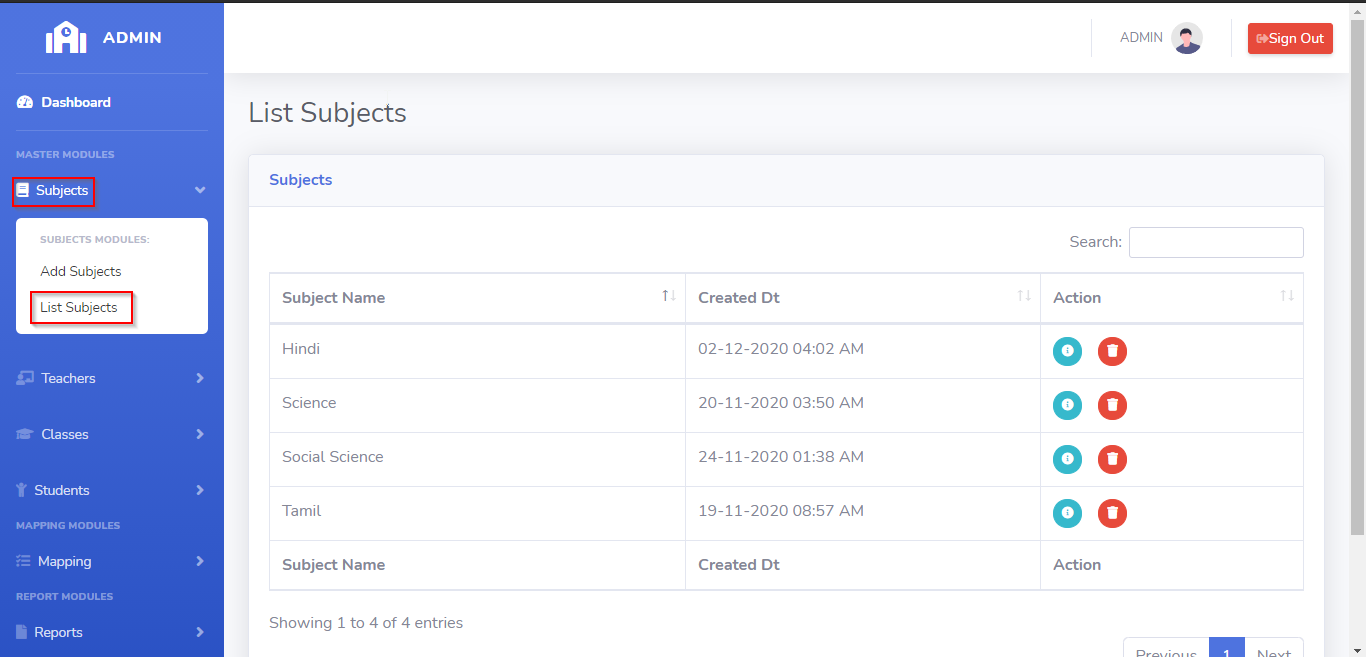 ADMIN
ADMIN
Sign Out
Dashboard
List Subjects
MASTER MODULES
Subjects
Subjects
SUBJECTS MODULES:
Search:
Add Subjects
Subject Name Created Dt Action
List Subjects
Hindi 02-12-2020 04:02 AM
Teachers
Science 20-11-2020 03:50 AM
Classes
Social Science 24-11-2020 01:38 AM
Students
Tamil 19-11-2020 08:57 AM
MAPPING MODULES
Mapping
Subject Name Created Dt Action
REPORT MODULES
Showing 1 to 4 of 4 entries
Reports
Previous 1 Next